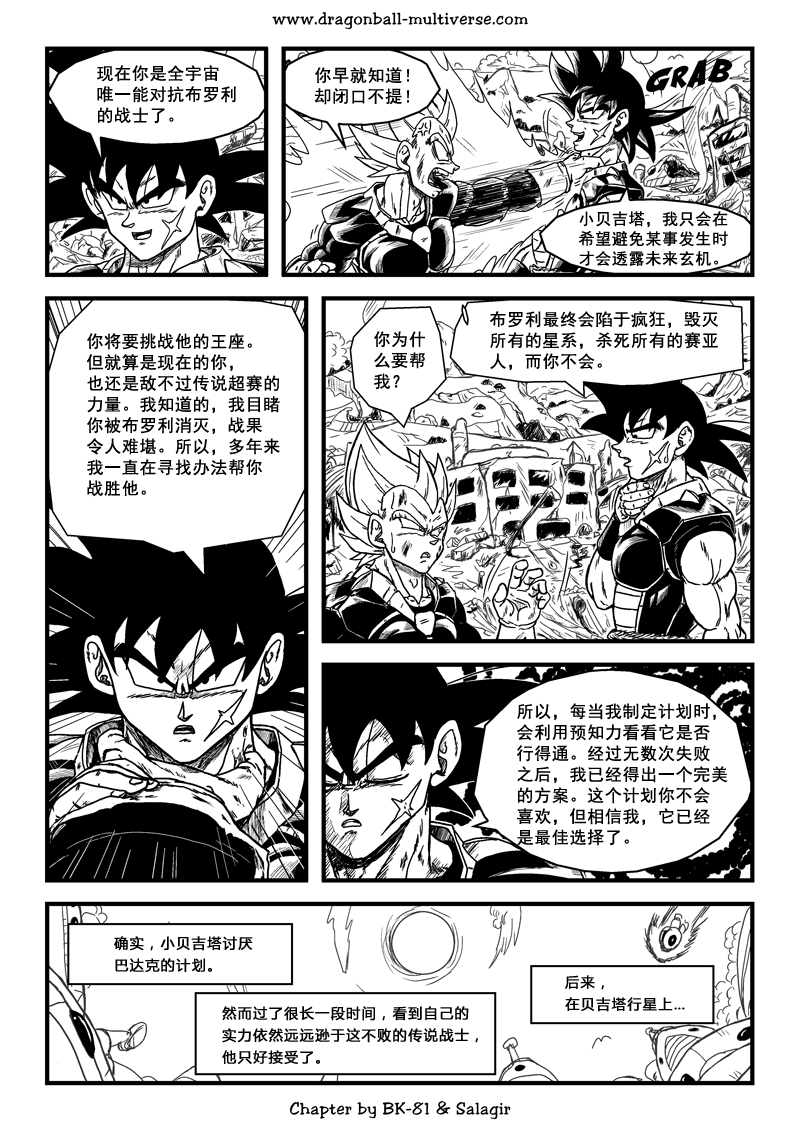 www.dragonball-multiverse.com
现在你是全宇宙
唯一能对抗布罗利
的战士了。
你早就知道！
却闭口不提！
GRAB
小贝吉塔，我只会在
希望避免某事发生时
才会透露未来玄机。
你将要挑战他的王座。
但就算是现在的你，
也还是敌不过传说超赛的
力量。我知道的，我目睹
你被布罗利消灭，战果
令人难堪。所以，多年来
我一直在寻找办法帮你
战胜他。
你为什
么要帮
我？
布罗利最终会陷于疯狂，毁灭
所有的星系，杀死所有的赛亚
人，而你不会。
所以，每当我制定计划时，
会利用预知力看看它是否
行得通。经过无数次失败
之后，我已经得出一个完美
的方案。这个计划你不会
喜欢，但相信我，它已经
是最佳选择了。
确实，小贝吉塔讨厌
巴达克的计划。
然而过了很长一段时间，看到自己的
实力依然远远逊于这不败的传说战士，
他只好接受了。
后来，
在贝吉塔行星上...
Chapter by BK-81 & Salagir